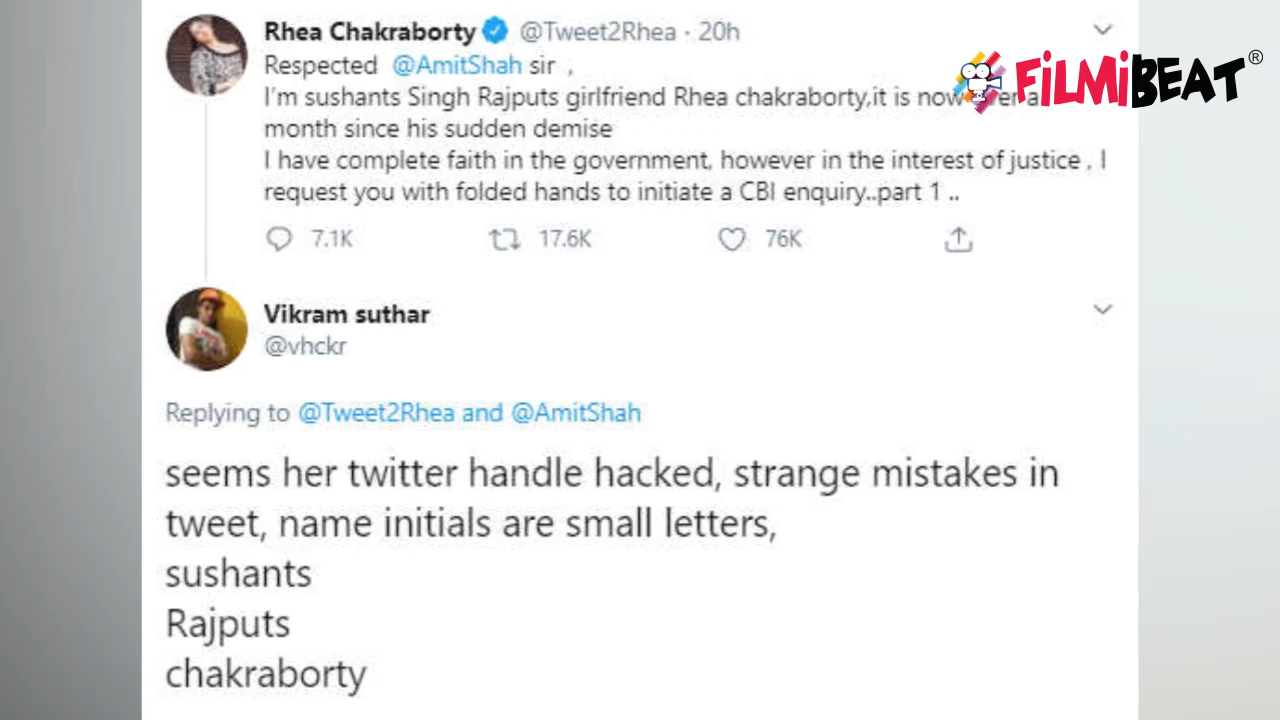 Rhea Chakraborty @Tweet2Rhea · 20h
Respected @AmitShah sir ,
I'm sushants Singh Rajputs girlfriend Rhea chakraborty,it is now over a
month since his sudden demise
I have complete faith in the government, however in the interest of justice , I
request you with folded hands to initiate a CBI enquiry..part 1 ..
7.1K 17.6K 76K
FILMIBEAT®
Vikram suthar
@vhckr
Replying to @Tweet2Rhea and @AmitShah
seems her twitter handle hacked, strange mistakes in
tweet, name initials are small letters,
sushants
Rajputs
chakraborty